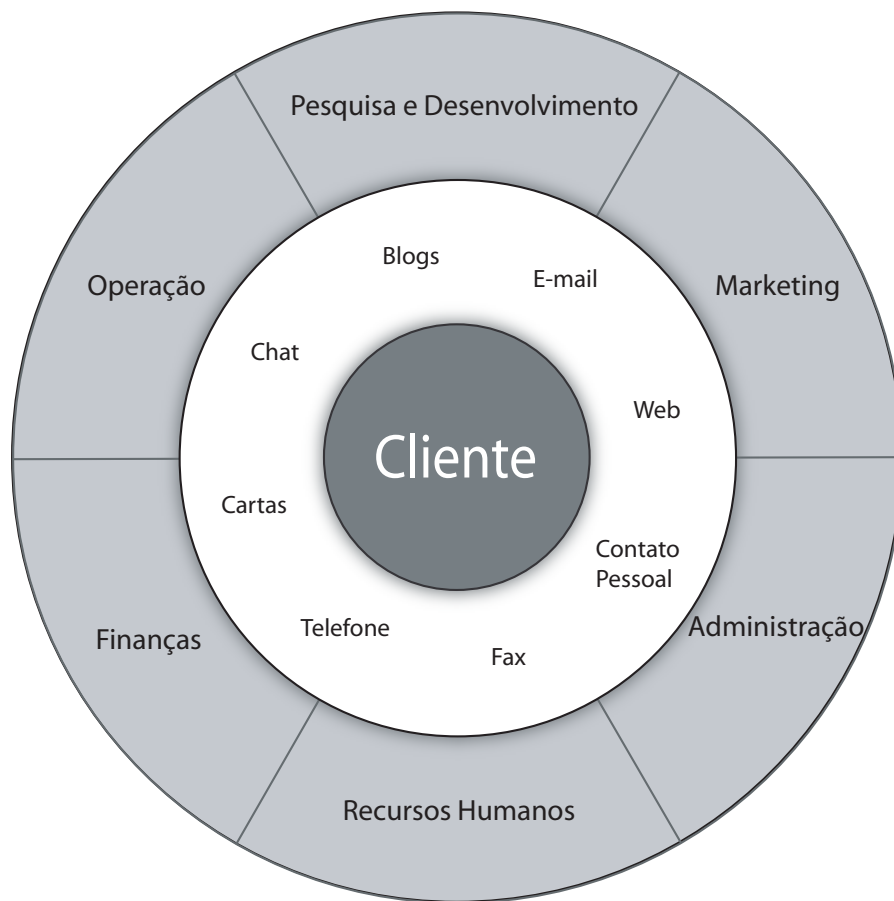 Pesquisa e Desenvolvimento
Blogs
E-mail
Operação
Marketing
Chat
Web
Cliente
Cartas
Contato
Pessoal
Telefone
Administração
Finanças
Fax
Recursos Humanos